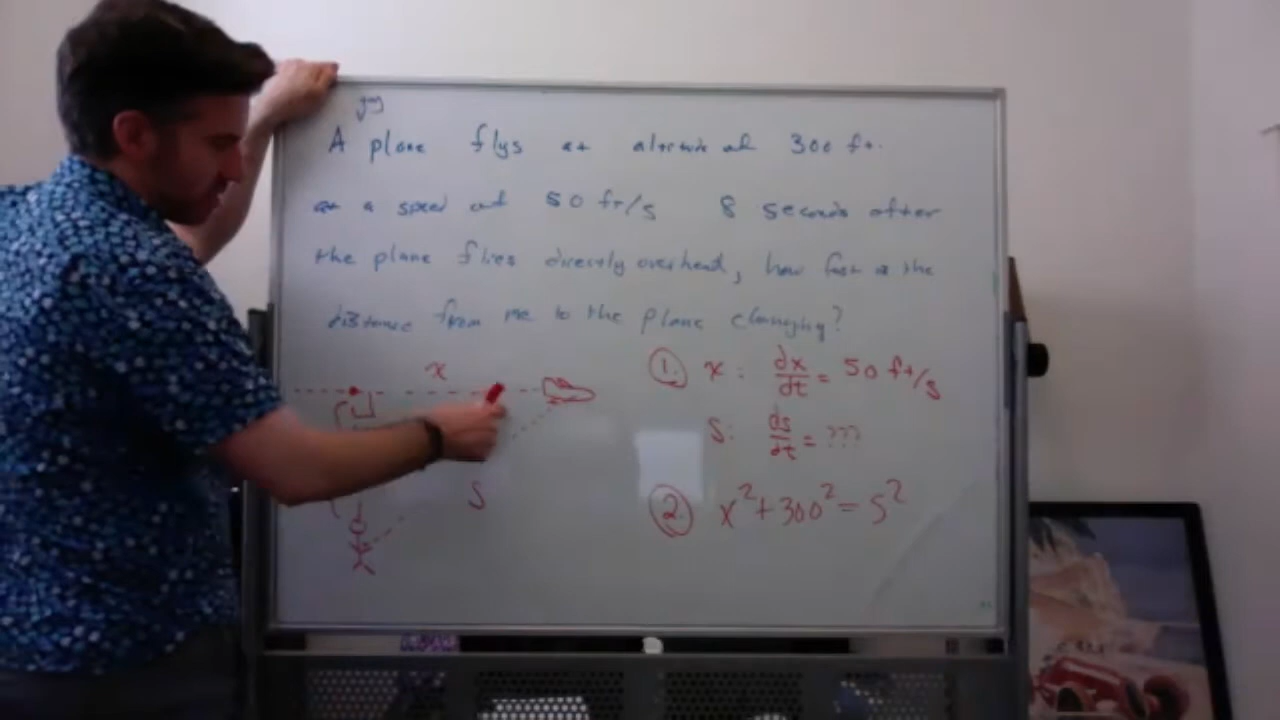 A plane flys at altitude of 300 ft.
at a speed of 50 ft/s 8 seconds after
the plane flies directly overhead, how fast is the
distance from me to the plane changing?
x
S
1. x: dx/dt = 50 ft/s
S: ds/dt = ???
2. x²+300² = S²